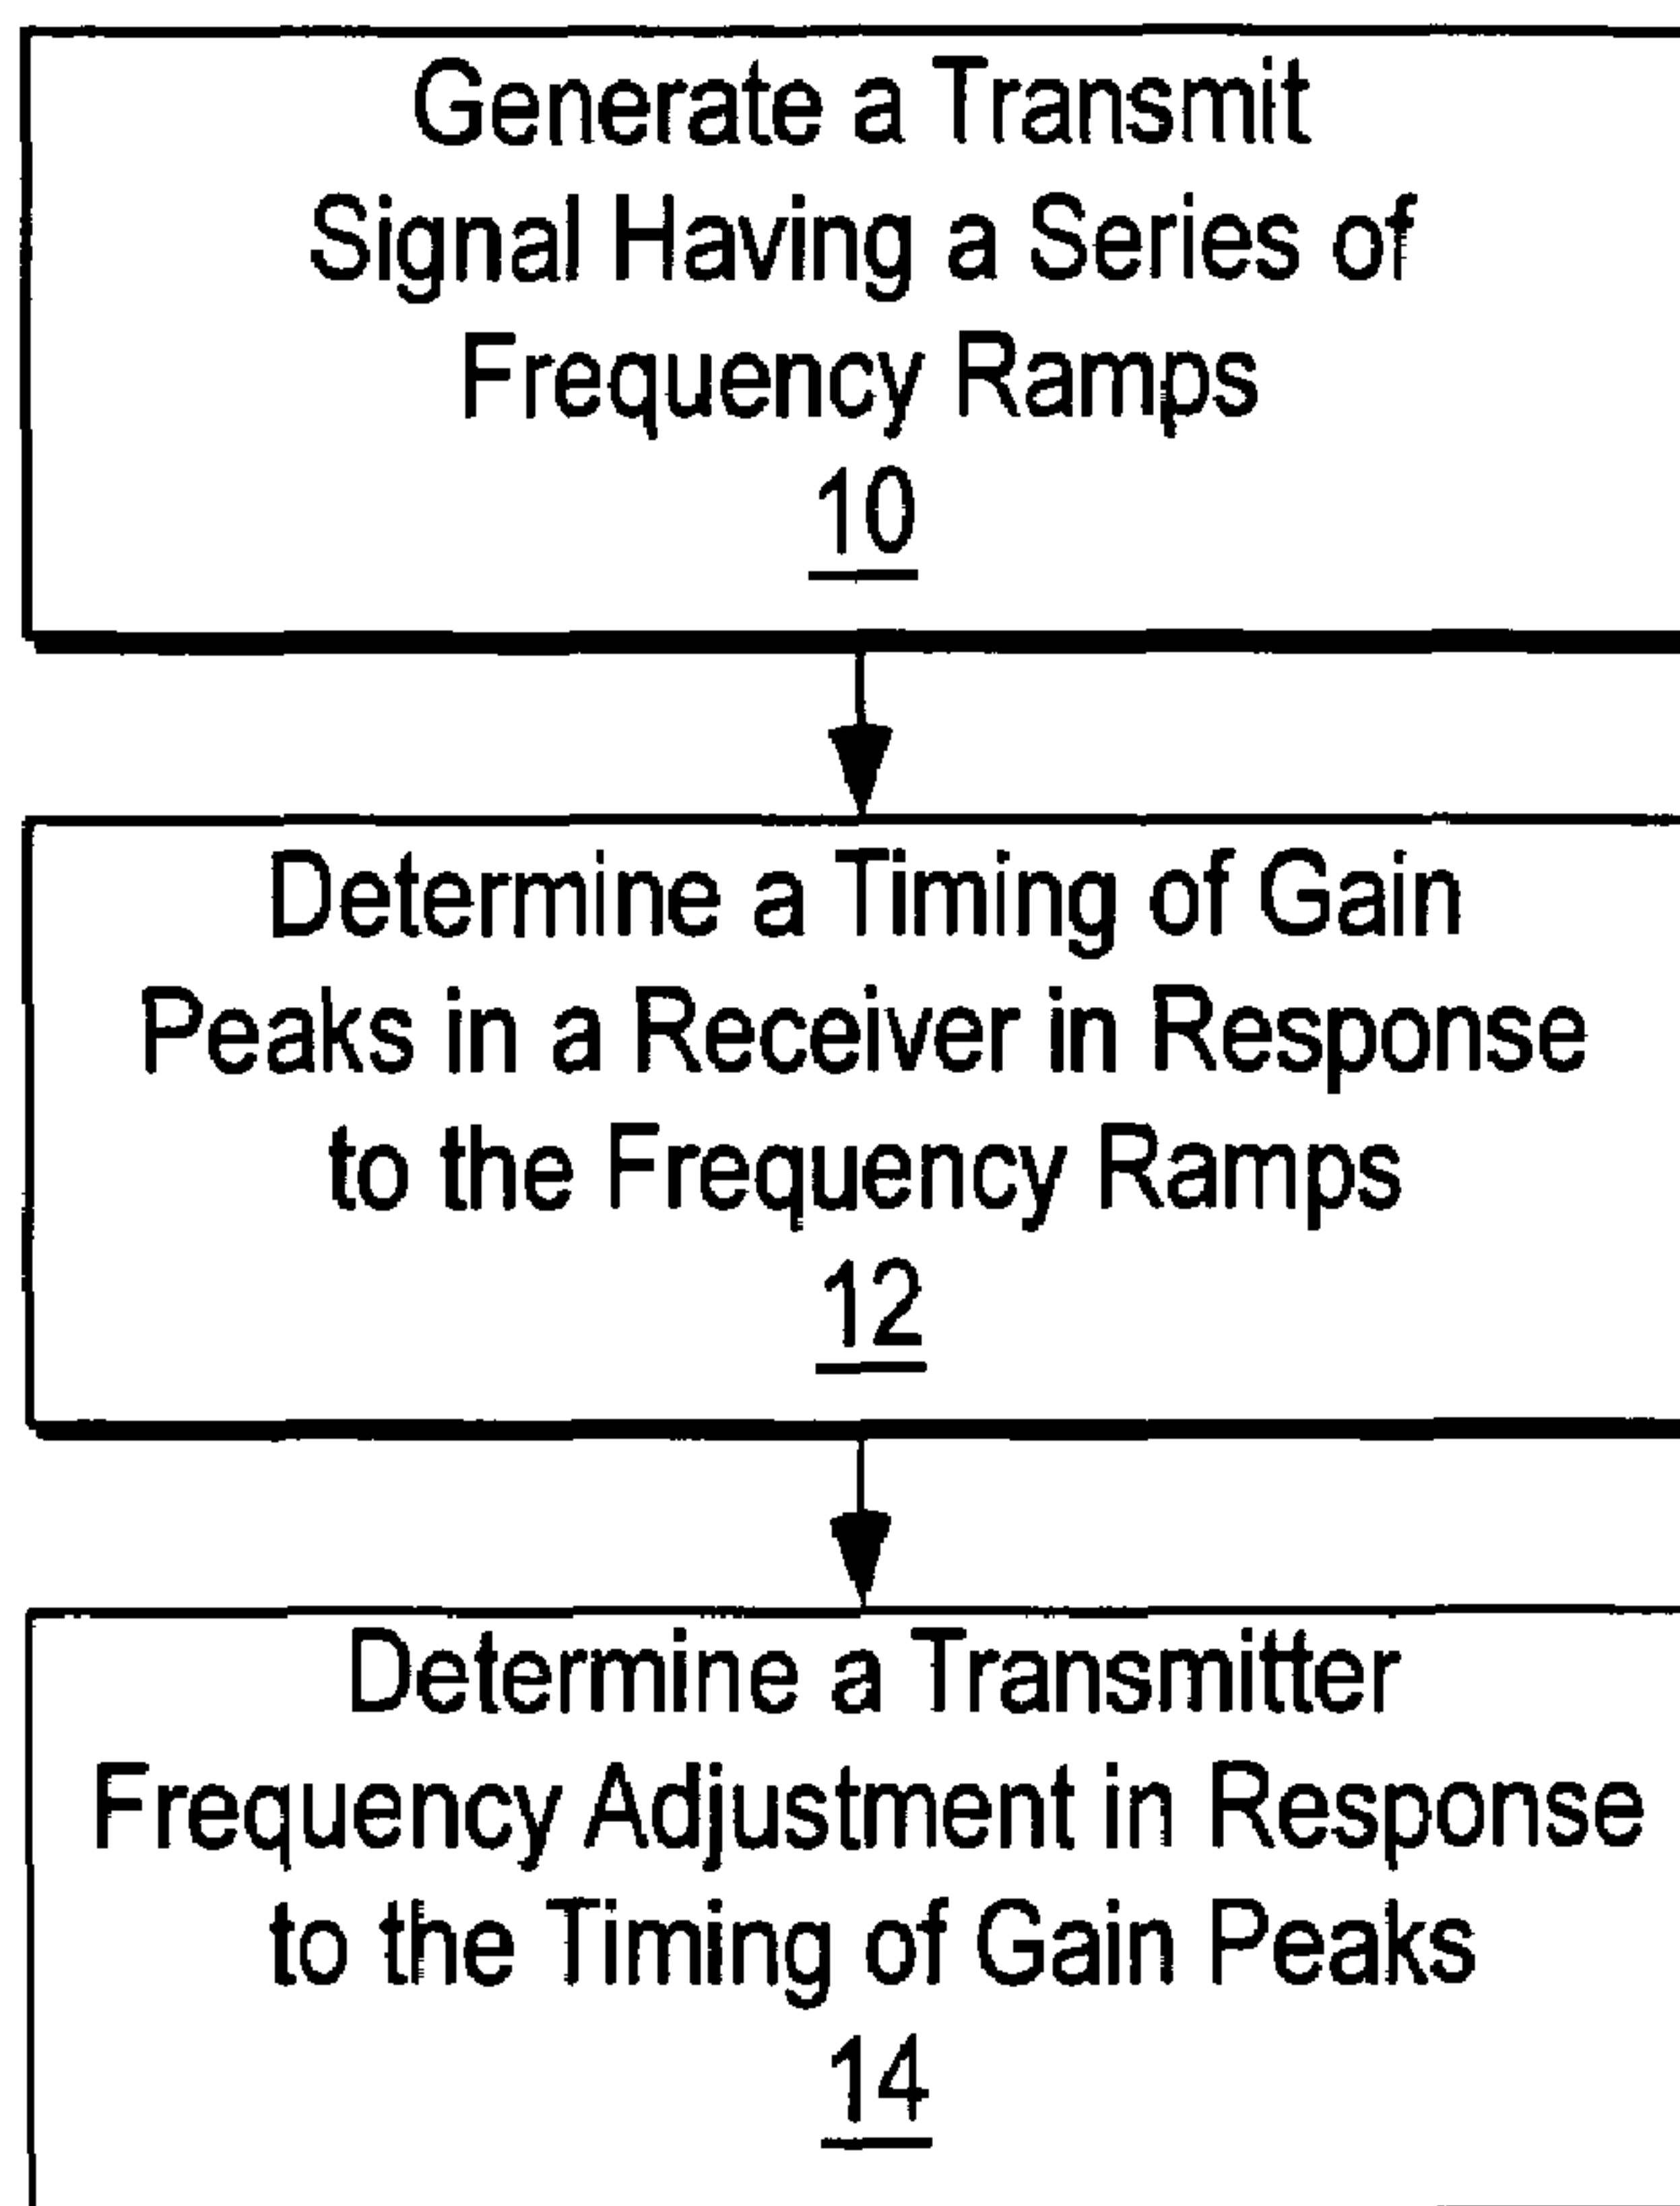 Generate a Transmit
Signal Having a Series of
Frequency Ramps
10
Determine a Timing of Gain
Peaks in a Receiver in Response
to the Frequency Ramps
12
Determine a Transmitter
Frequency Adjustment in Response
to the Timing of Gain Peaks
14